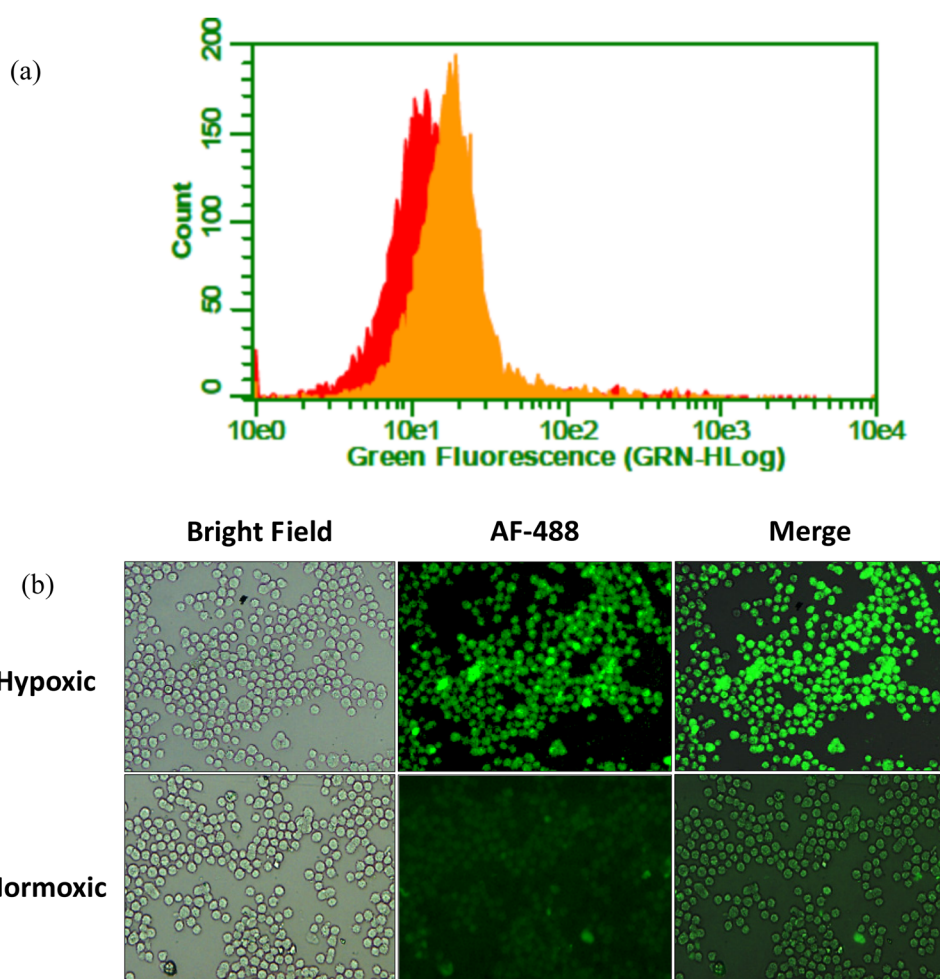 (a)
200
150
100
50
0
Count
10e0 10e1 10e2 10e3 10e4
Green Fluorescence (GRN-HLog)
Bright Field AF-488 Merge
(b)
Hypoxic
Normoxic